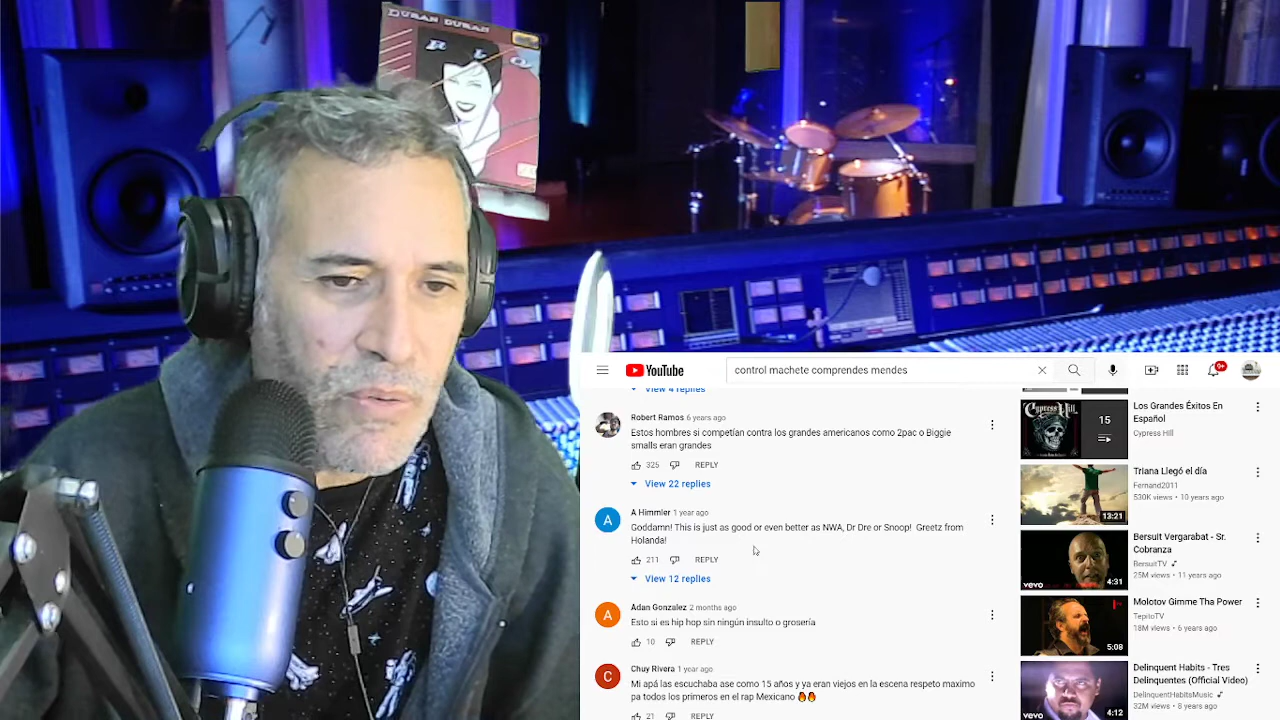 DURAN DURAN
R I O
YouTube
control machete comprendes mendes
9+
View 4 replies
Robert Ramos 6 years ago
Estos hombres si competían contra los grandes americanos como 2pac o Biggie
smalls eran grandes
325 REPLY
View 22 replies
A
A Himmler 1 year ago
Goddamn! This is just as good or even better as NWA, Dr Dre or Snoop! Greetz from
Holanda!
211 REPLY
View 12 replies
A
Adan Gonzalez 2 months ago
Esto si es hip hop sin ningún insulto o grosería
10 REPLY
C
Chuy Rivera 1 year ago
Mi apá las escuchaba ase como 15 años y ya eran viejos en la escena respeto maximo
pa todos los primeros en el rap Mexicano
21 REPLY
Cypress Hill
15
Los Grandes Éxitos En
Español
Cypress Hill
13:21
Triana Llegó el día
Fernand2011
530K views • 10 years ago
vevo
4:31
Bersuit Vergarabat - Sr.
Cobranza
BersuitTV
25M views • 11 years ago
5:08
Molotov Gimme Tha Power
TepitoTV
18M views • 6 years ago
vevo
4:12
Delinquent Habits - Tres
Delinquentes (Official Video)
DelinquentHabitsMusic
32M views • 8 years ago